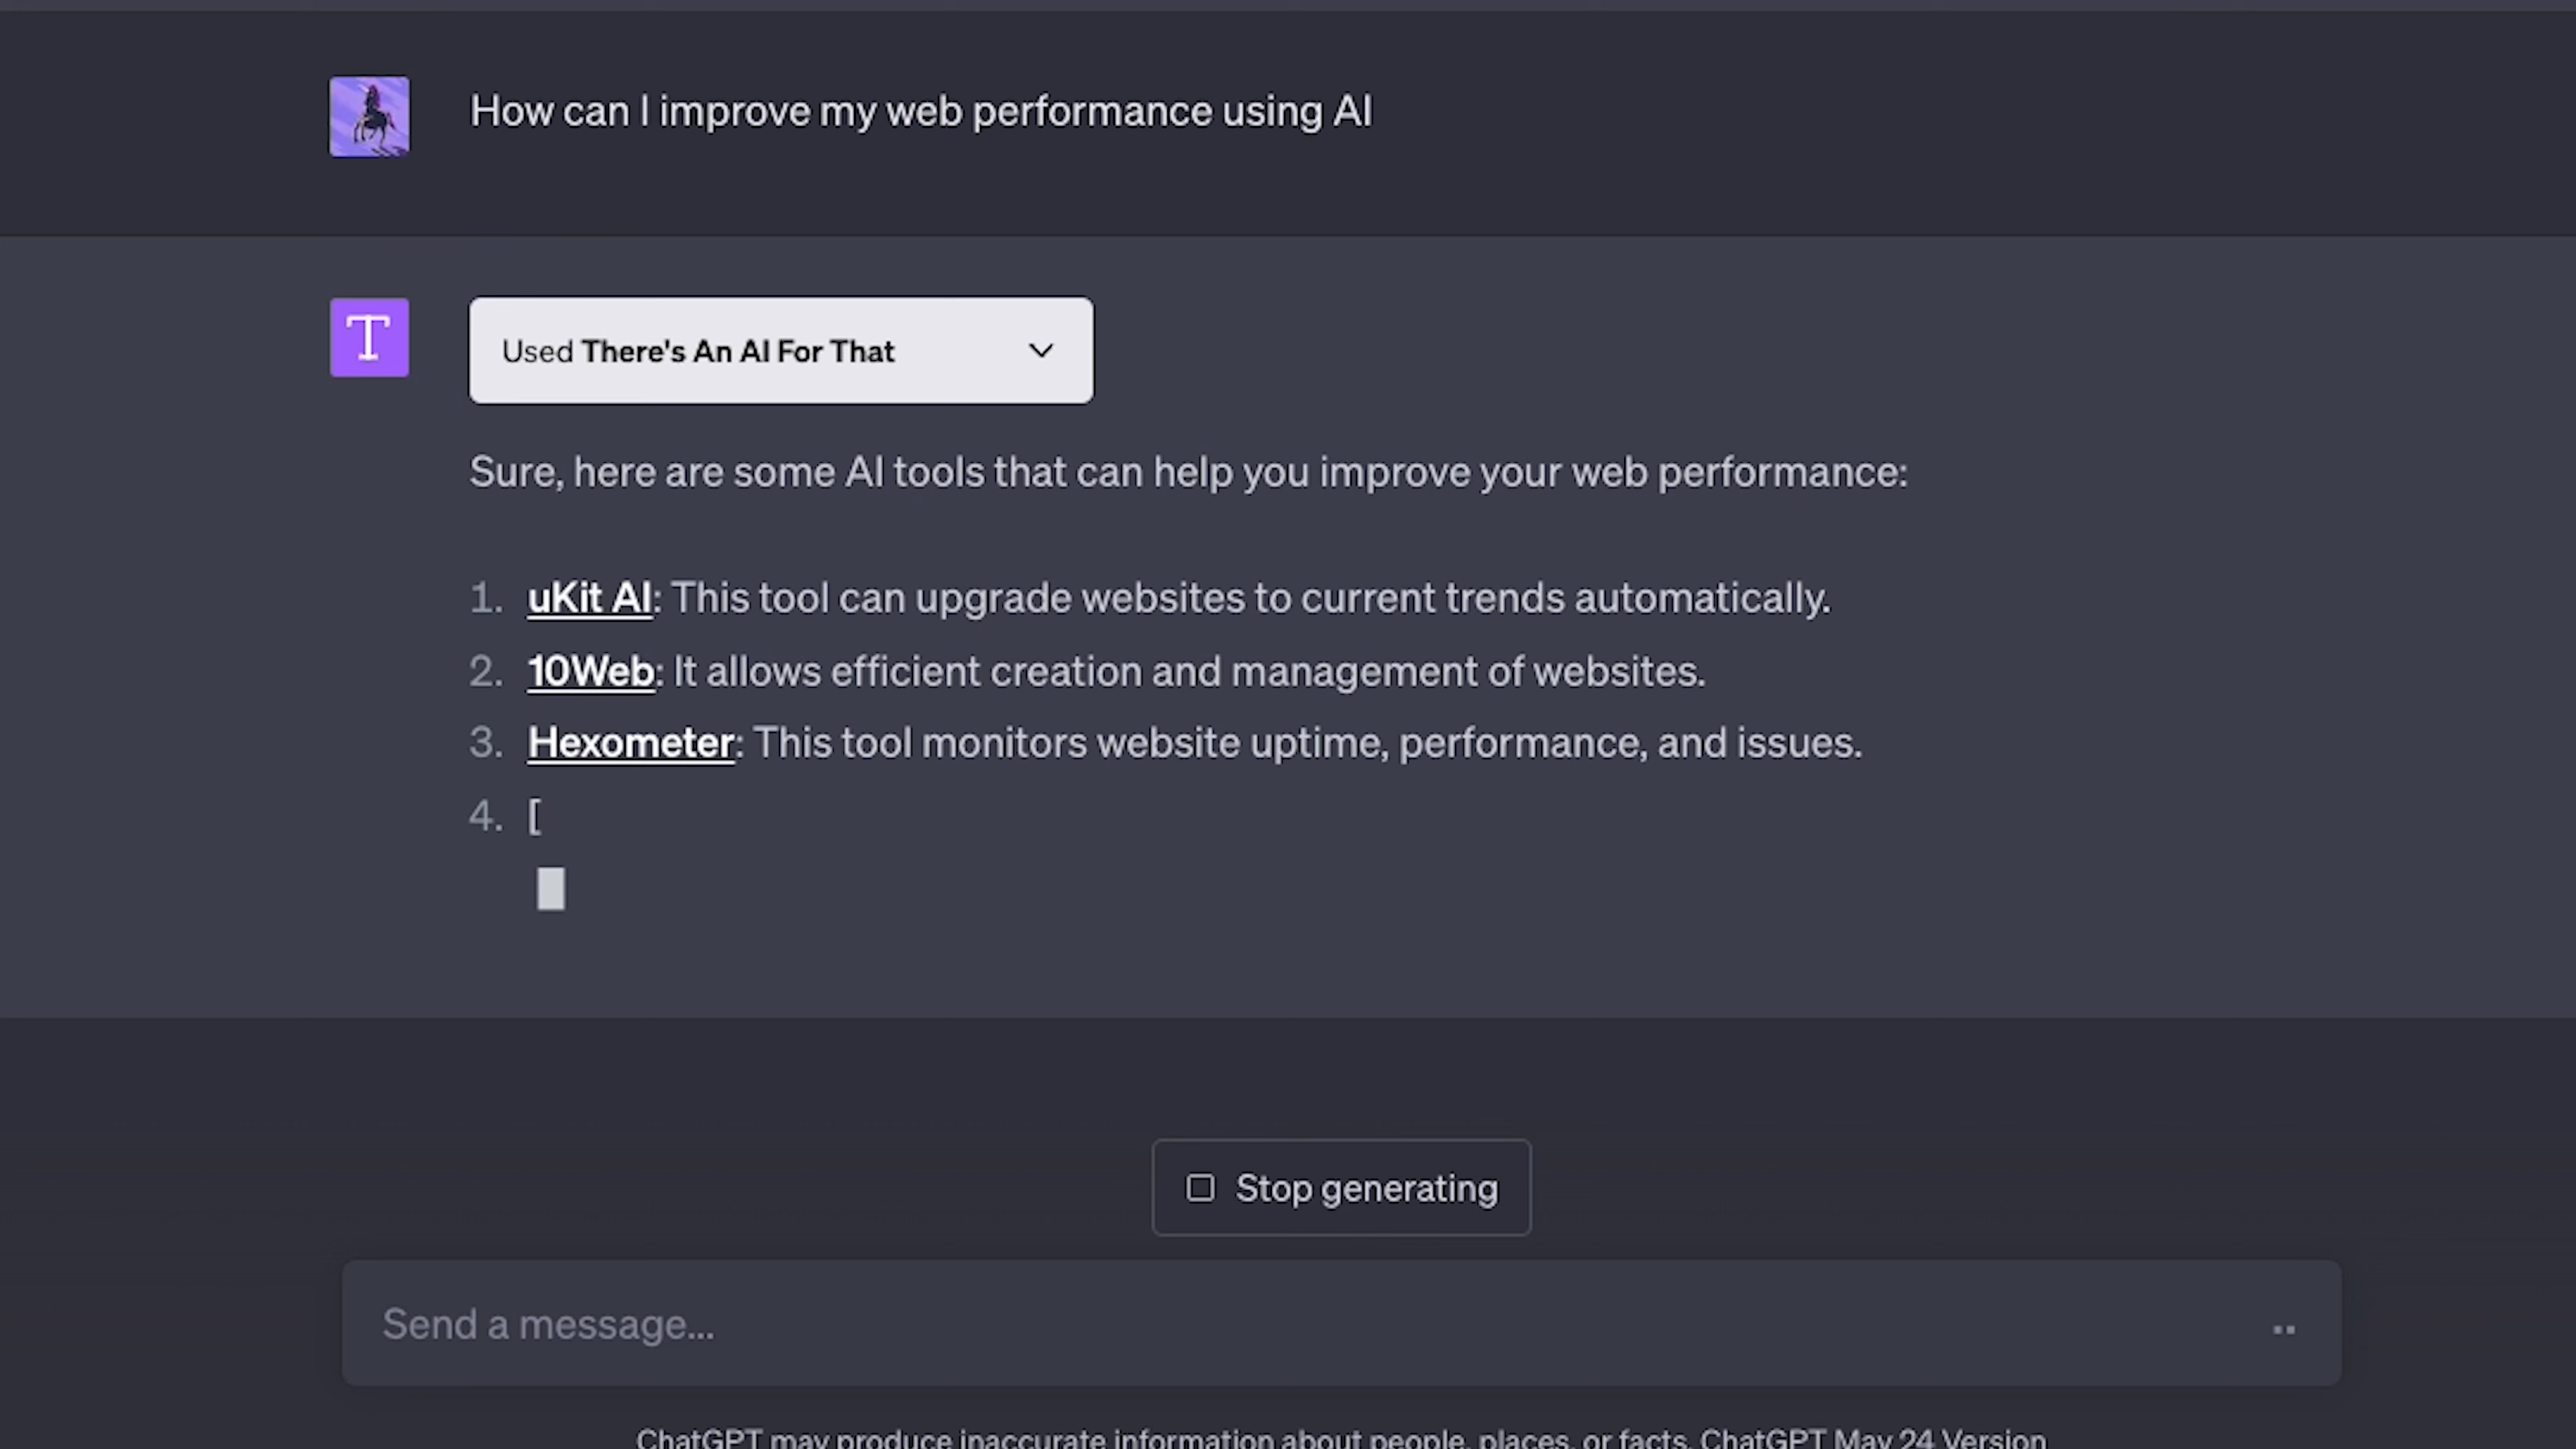 How can I improve my web performance using AI
T
Used There's An AI For That
Sure, here are some AI tools that can help you improve your web performance:
1. uKit AI: This tool can upgrade websites to current trends automatically.
2. 10Web: It allows efficient creation and management of websites.
3. Hexometer: This tool monitors website uptime, performance, and issues.
4. [
Stop generating
Send a message...
ChatGPT may produce inaccurate information about people, places, or facts. ChatGPT May 24 Version